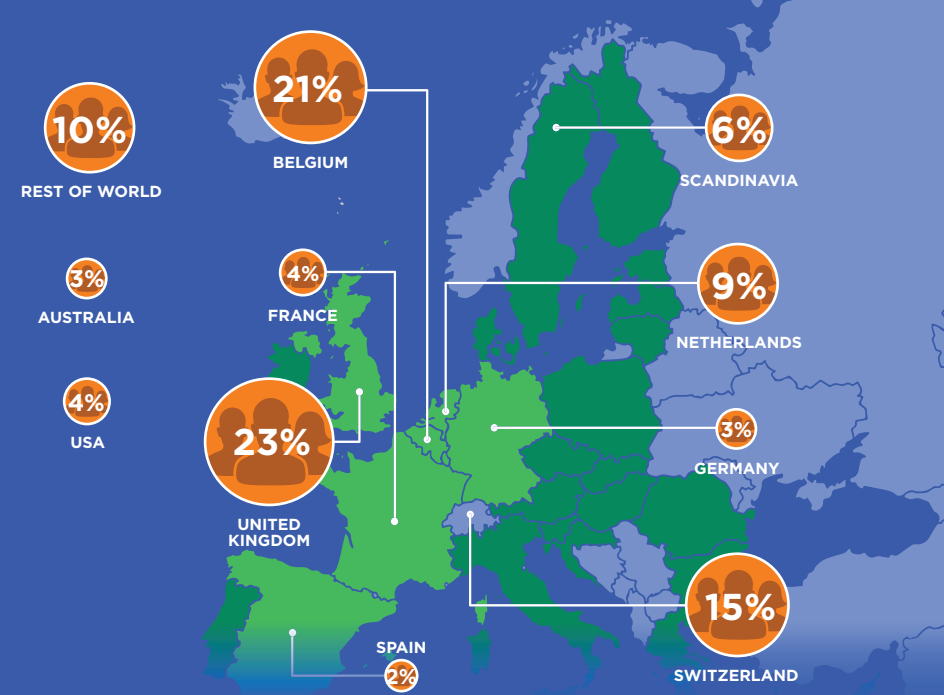 10%
REST OF WORLD
21%
BELGIUM
6%
SCANDINAVIA
3%
AUSTRALIA
4%
FRANCE
9%
NETHERLANDS
4%
USA
23%
UNITED
KINGDOM
3%
GERMANY
15%
SWITZERLAND
SPAIN
2%